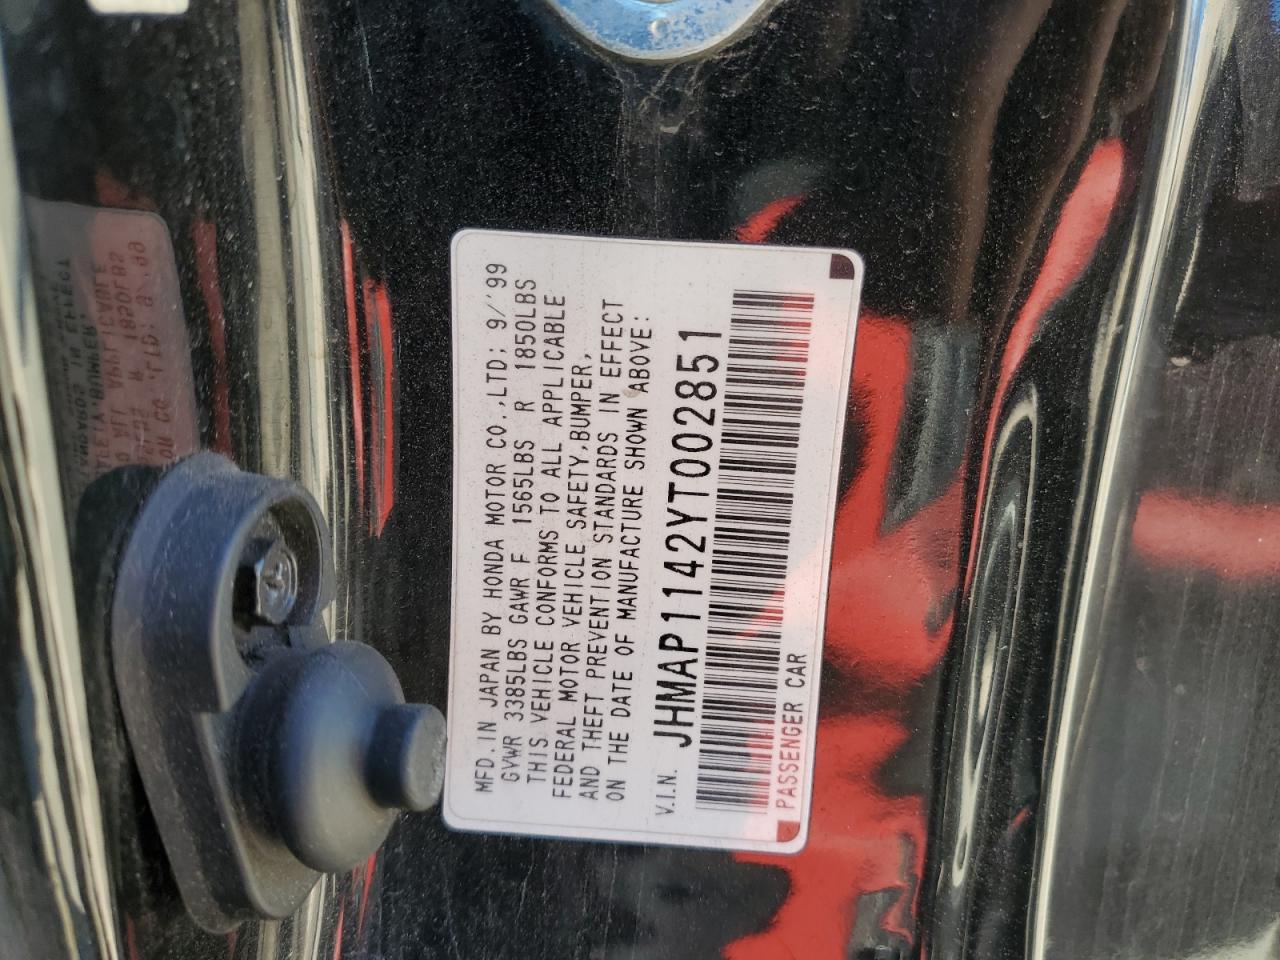 MFD. IN JAPAN BY HONDA MOTOR CO.,LTD; 9/'99
GVWR 3385LBS GAWR F 1565LBS R 1850LBS
THIS VEHICLE CONFORMS TO ALL APPLICABLE
FEDERAL MOTOR VEHICLE SAFETY,BUMPER,
AND THEFT PREVENTION STANDARDS IN EFFECT
ON THE DATE OF MANUFACTURE SHOWN ABOVE:
V.I.N. JHMAP1142YT002851
PASSENGER CAR